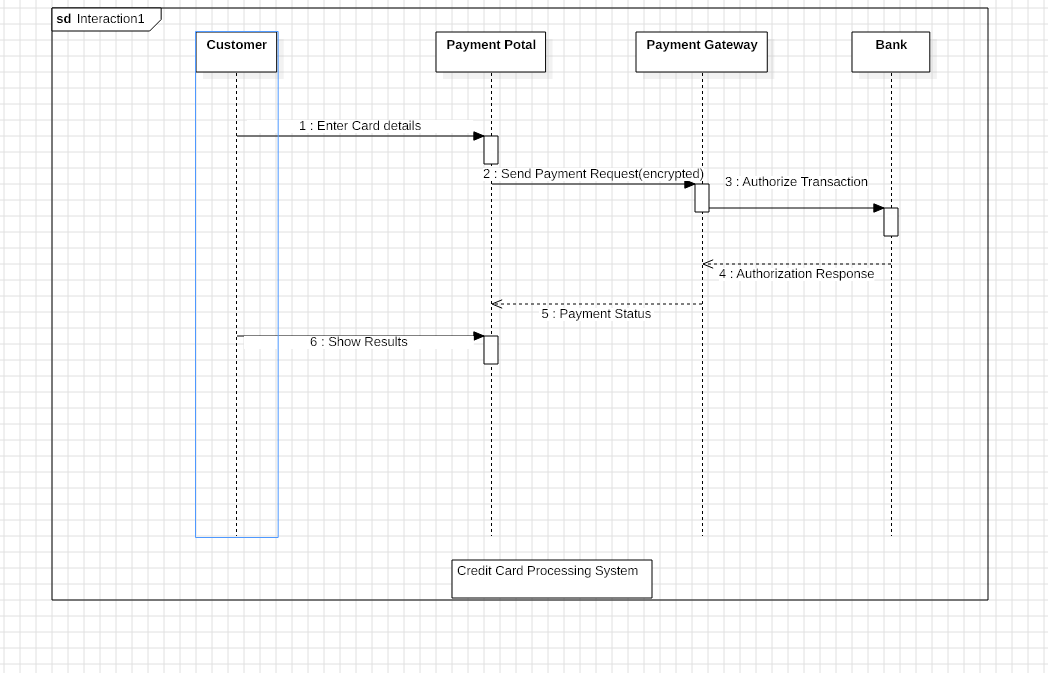 sd Interaction1
Customer
Payment Potal
Payment Gateway
Bank
1 : Enter Card details
2 : Send Payment Request(encrypted)
3 : Authorize Transaction
4 : Authorization Response
5 : Payment Status
6 : Show Results
Credit Card Processing System